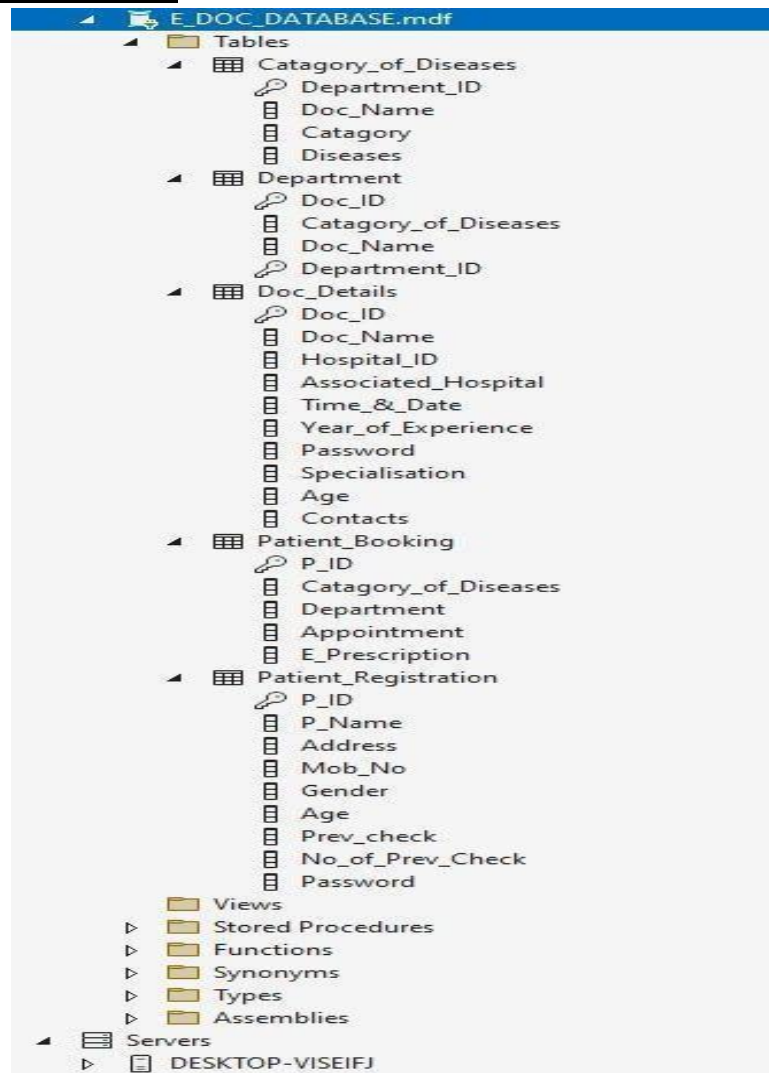 E_DOC_DATABASE.mdf
Tables
Catagory_of_Diseases
Department_ID
Doc_Name
Catagory
Diseases
Department
Doc_ID
Catagory_of_Diseases
Doc_Name
Department_ID
Doc_Details
Doc_ID
Doc_Name
Hospital_ID
Associated_Hospital
Time_&_Date
Year_of_Experience
Password
Specialisation
Age
Contacts
Patient_Booking
P_ID
Catagory_of_Diseases
Department
Appointment
E_Prescription
Patient_Registration
P_ID
P_Name
Address
Mob_No
Gender
Age
Prev_check
No_of_Prev_Check
Password
Views
Stored Procedures
Functions
Synonyms
Types
Assemblies
Servers
DESKTOP-VISEIFJ